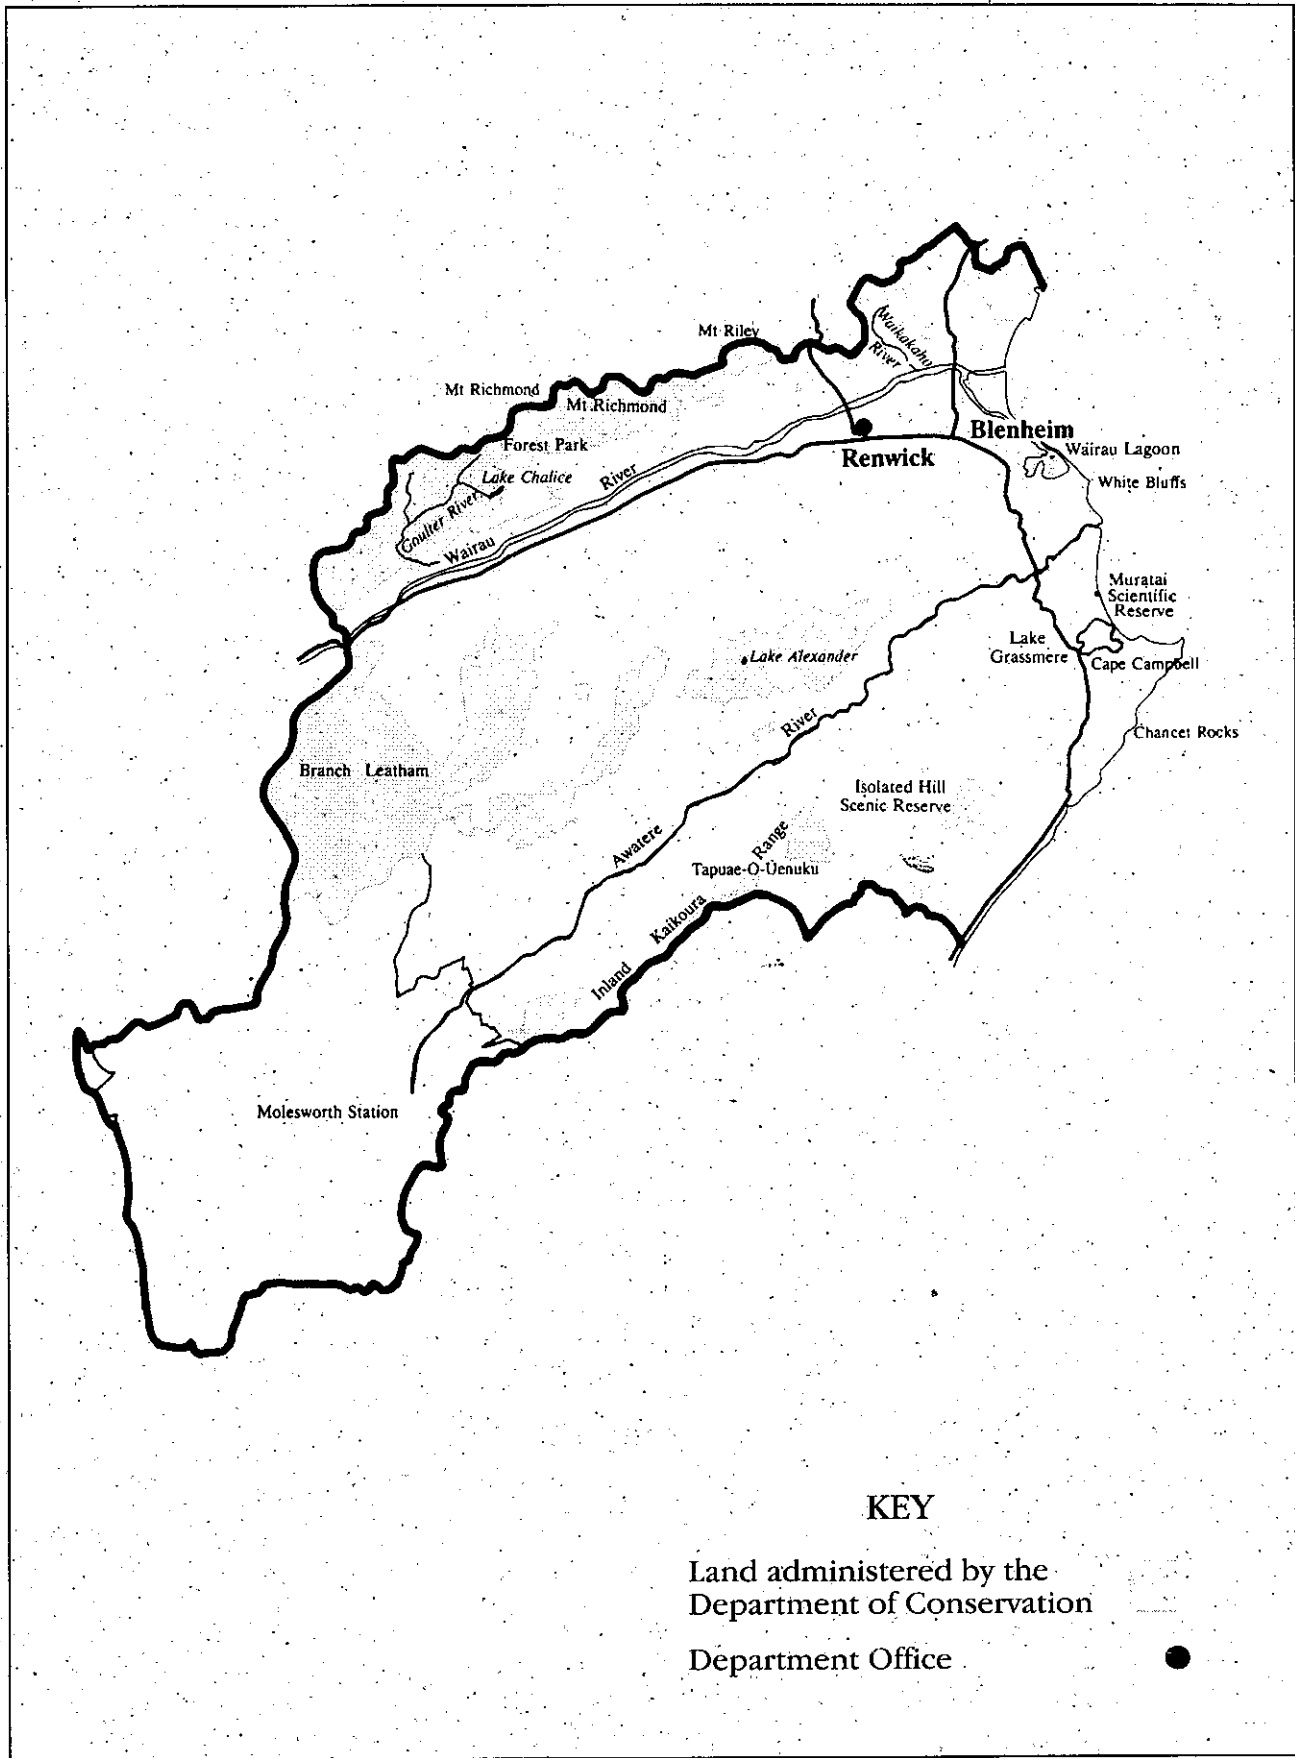 Mt Riley
Waikakaho
River
Mt Richmond
Mt Richmond
Forest Park
Lake Chalice
Goulter River
River
Wairau
Blenheim
Renwick
Wairau Lagoon
White Bluffs
Muratai
Scientific
Reserve
Lake
Grassmere
Cape Campbell
Lake Alexander
River
Chancet Rocks
Branch Leatham
Isolated Hill
Scenic Reserve
Awatere
Range
Tapuae-O-Uenuku
Kaikoura
Inland
Molesworth Station
KEY
Land administered by the
Department of Conservation
Department Office